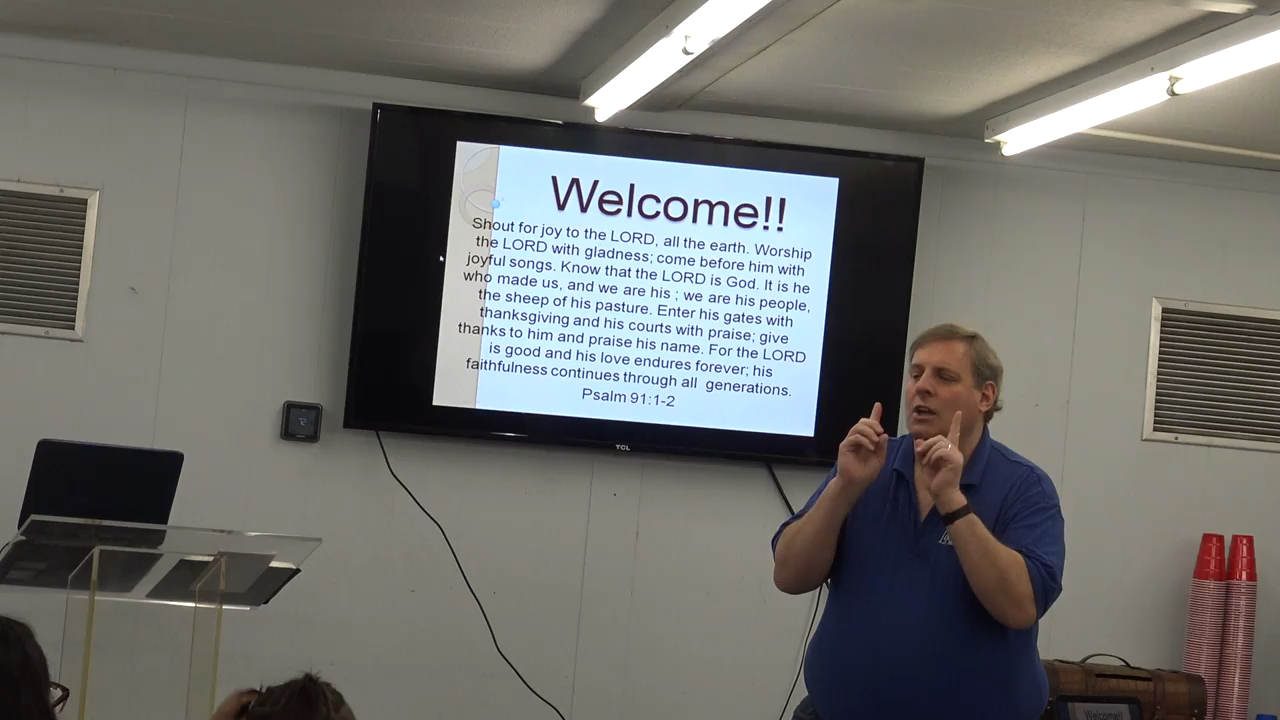 Welcome!!
Shout for joy to the LORD, all the earth. Worship
the LORD with gladness; come before him with
joyful songs. Know that the LORD is God. It is he
who made us, and we are his ; we are his people,
the sheep of his pasture. Enter his gates with
thanksgiving and his courts with praise; give
thanks to him and praise his name. For the LORD
is good and his love endures forever; his
faithfulness continues through all  generations.
Psalm 91:1-2
TCL
72
Welcome!!